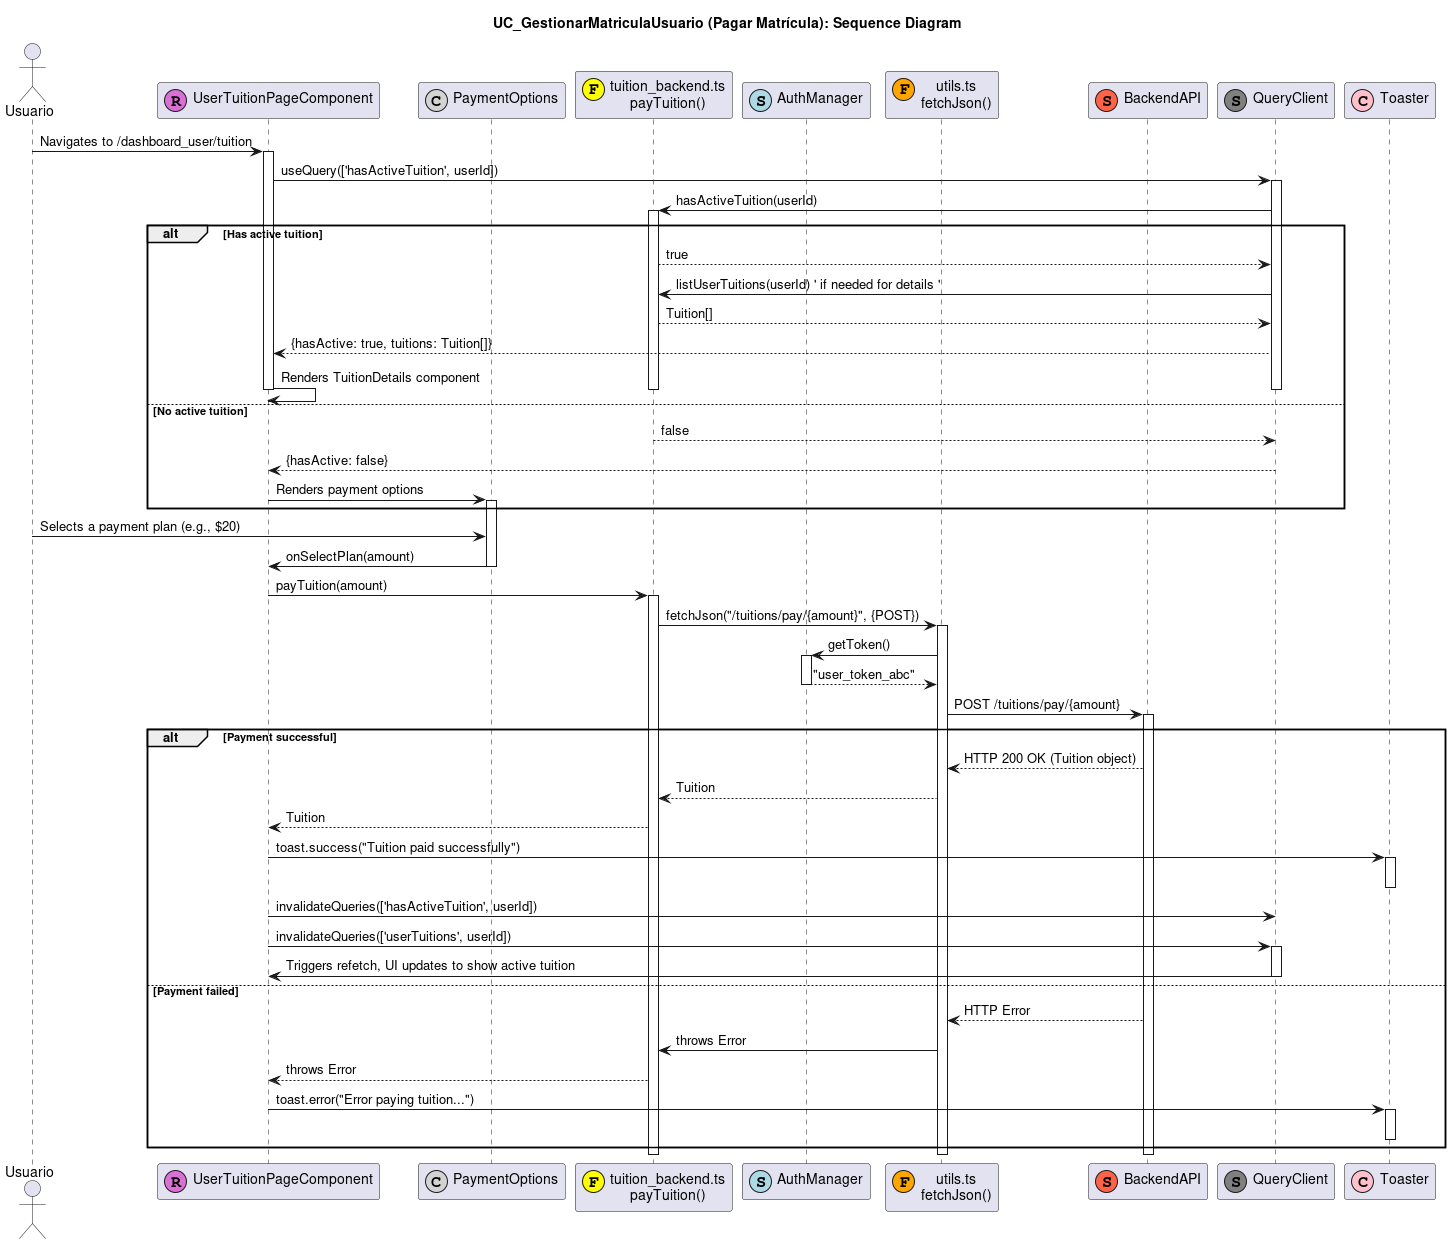 UC_GestionarMatriculaUsuario (Pagar Matrícula): Sequence Diagram
Usuario
R UserTuitionPageComponent
C PaymentOptions
F tuition_backend.ts
payTuition()
S AuthManager
F utils.ts
fetchJson()
S BackendAPI
S QueryClient
C Toaster
Navigates to /dashboard_user/tuition
useQuery(['hasActiveTuition', userId])
hasActiveTuition(userId)
alt [Has active tuition]
true
listUserTuitions(userId) ' if needed for details '
Tuition[]
{hasActive: true, tuitions: Tuition[]}
Renders TuitionDetails component
[No active tuition]
false
{hasActive: false}
Renders payment options
Selects a payment plan (e.g., $20)
onSelectPlan(amount)
payTuition(amount)
fetchJson("/tuitions/pay/{amount}", {POST})
getToken()
"user_token_abc"
POST /tuitions/pay/{amount}
alt [Payment successful]
HTTP 200 OK (Tuition object)
Tuition
Tuition
toast.success("Tuition paid successfully")
invalidateQueries(['hasActiveTuition', userId])
invalidateQueries(['userTuitions', userId])
Triggers refetch, UI updates to show active tuition
[Payment failed]
HTTP Error
throws Error
throws Error
toast.error("Error paying tuition...")
Usuario
R UserTuitionPageComponent
C PaymentOptions
F tuition_backend.ts
payTuition()
S AuthManager
F utils.ts
fetchJson()
S BackendAPI
S QueryClient
C Toaster